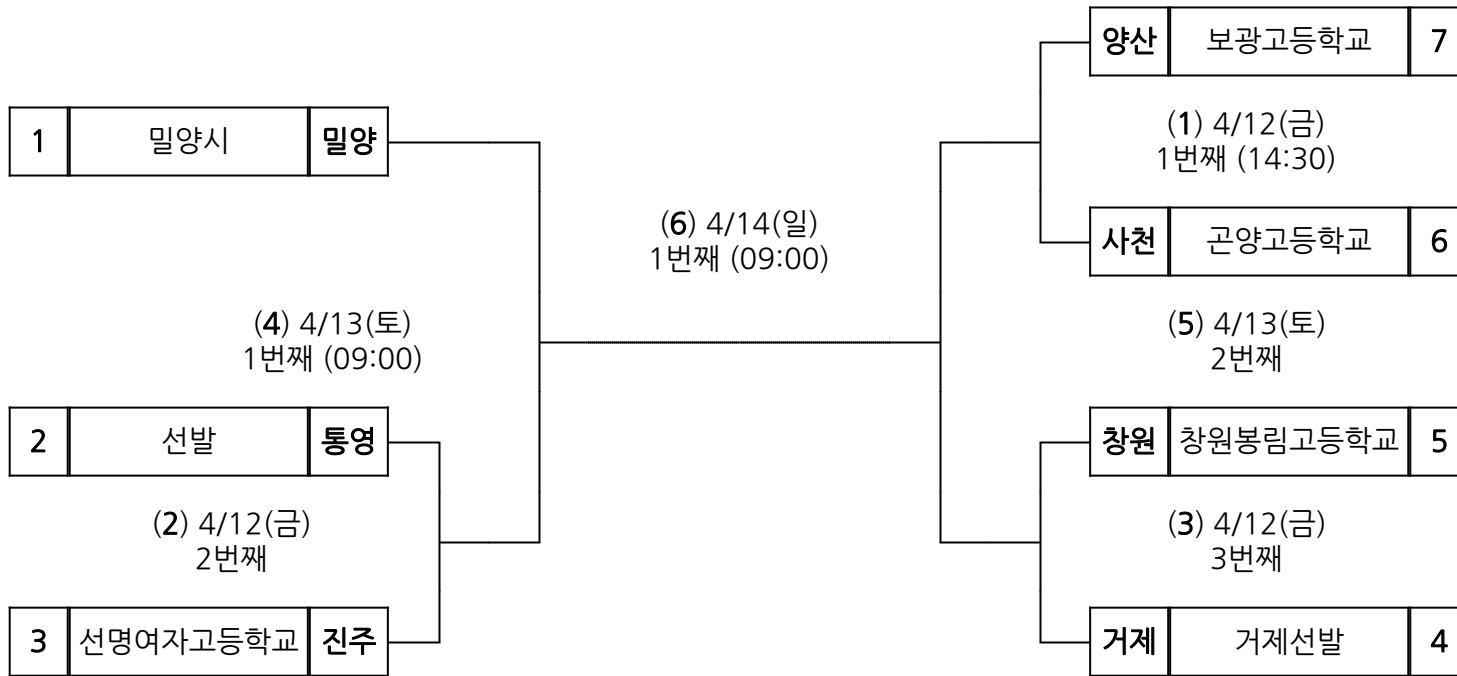 양산 보광고등학교 7
(1) 4/12(금)
1번째 (14:30)
1 밀양시 밀양
(6) 4/14(일)
1번째 (09:00)
사천 곤양고등학교 6
(4) 4/13(토)
1번째 (09:00)
(5) 4/13(토)
2번째
2 선발 통영
창원 창원봉림고등학교 5
(2) 4/12(금)
2번째
(3) 4/12(금)
3번째
3 선명여자고등학교 진주
거제 거제선발 4